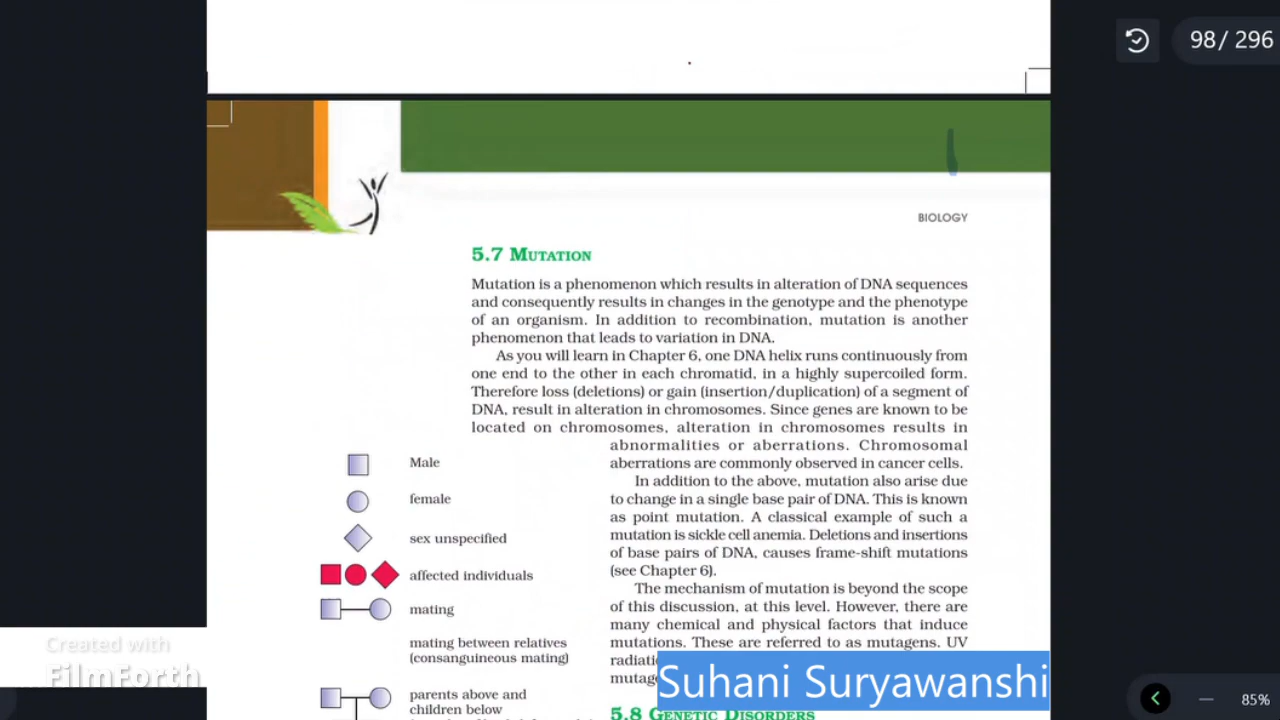 98/ 296
BIOLOGY
5.7 MUTATION
Mutation is a phenomenon which results in alteration of DNA sequences
and consequently results in changes in the genotype and the phenotype
of an organism. In addition to recombination, mutation is another
phenomenon that leads to variation in DNA.
As you will learn in Chapter 6, one DNA helix runs continuously from
one end to the other in each chromatid, in a highly supercoiled form.
Therefore loss (deletions) or gain (insertion/duplication) of a segment of
DNA, result in alteration in chromosomes. Since genes are known to be
located on chromosomes, alteration in chromosomes results in
abnormalities or aberrations. Chromosomal
aberrations are commonly observed in cancer cells.
In addition to the above, mutation also arise due
to change in a single base pair of DNA. This is known
as point mutation. A classical example of such a
mutation is sickle cell anemia. Deletions and insertions
of base pairs of DNA, causes frame-shift mutations
(see Chapter 6).
The mechanism of mutation is beyond the scope
of this discussion, at this level. However, there are
many chemical and physical factors that induce
mutations. These are referred to as mutagens. UV
5.8 GENETIC DISORDERS
Male
female
sex unspecified
affected individuals
mating
mating between relatives
(consanguineous mating)
parents above and
children below
Created with
FilmForth
Suhani Suryawanshi
85%